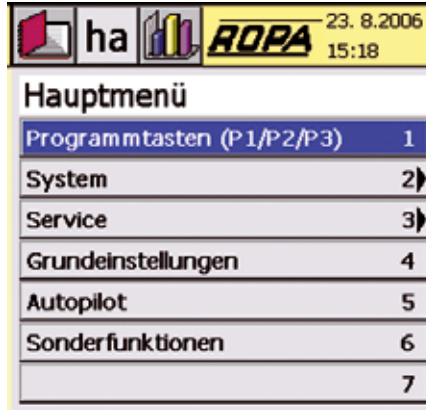 ha ROPA 23. 8.2006
15:18
Hauptmenü
Programmtasten (P1/P2/P3) 1
System 2
Service 3
Grundeinstellungen 4
Autopilot 5
Sonderfunktionen 6
7